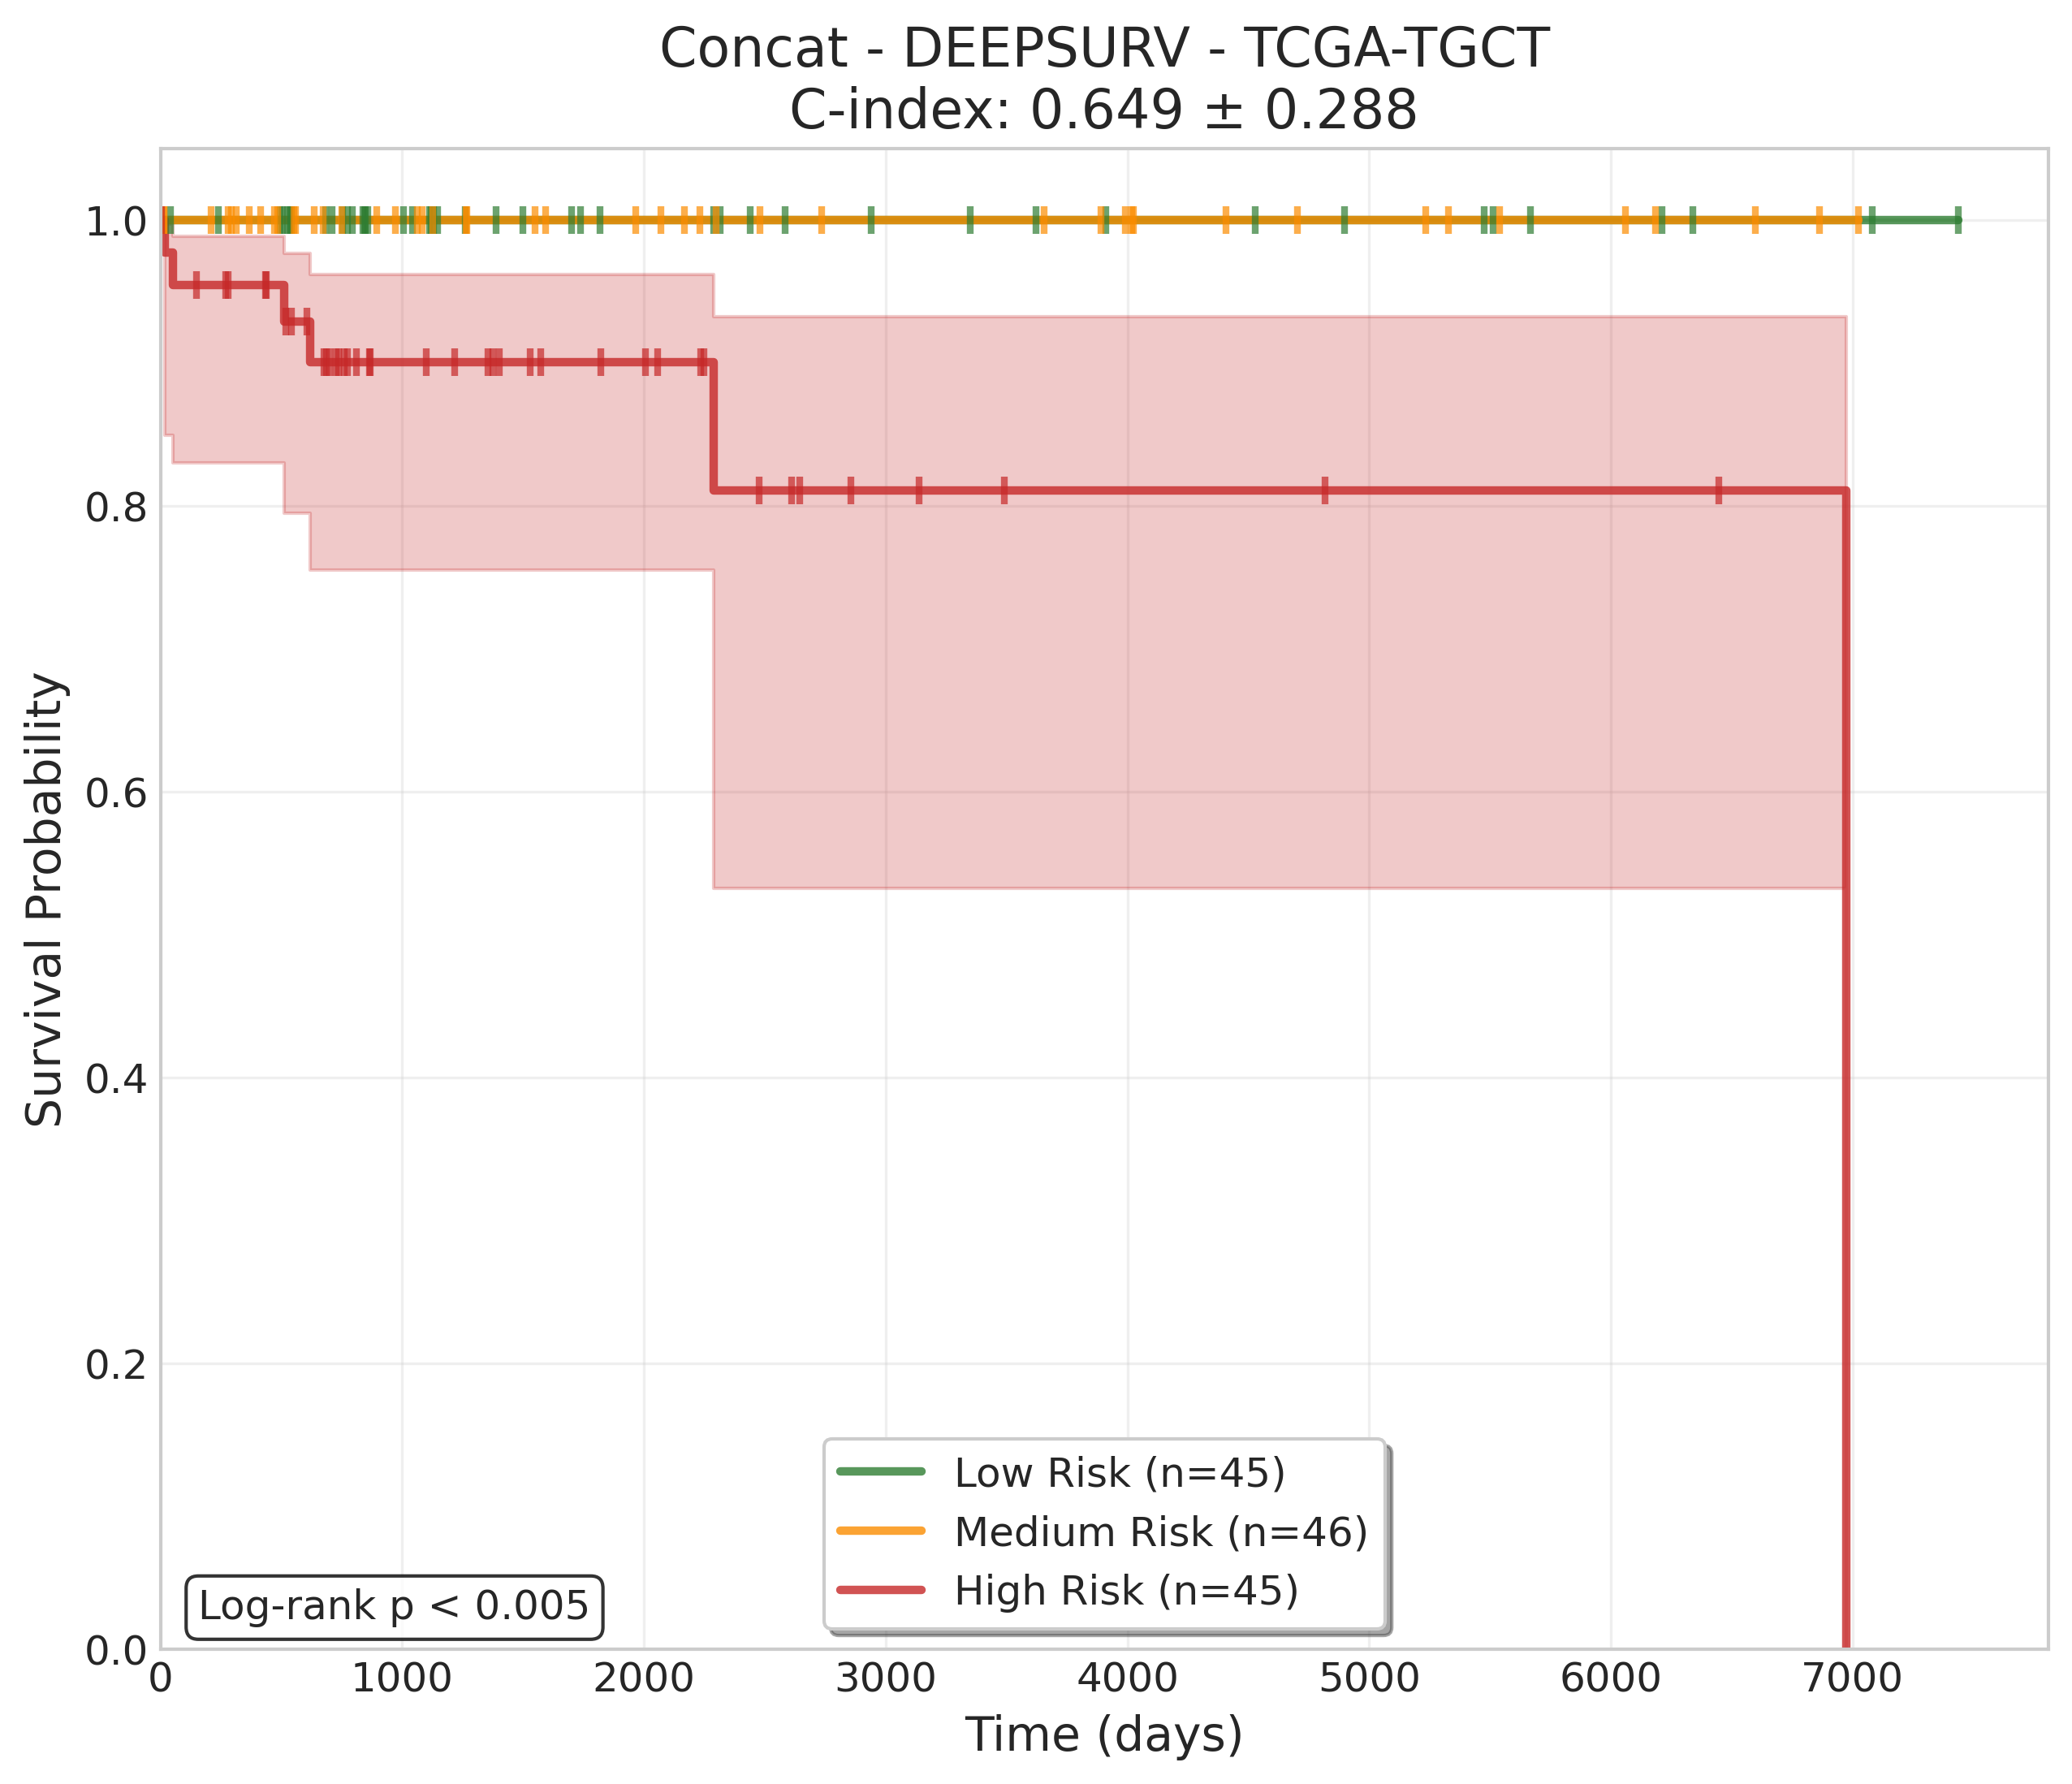 Concat - DEEPSURV - TCGA-TGCT
C-index: 0.649 ± 0.288
Survival Probability
1.0
0.8
0.6
0.4
0.2
0.0
Low Risk (n=45)
Medium Risk (n=46)
High Risk (n=45)
Log-rank p < 0.005
0 1000 2000 3000 4000 5000 6000 7000
Time (days)